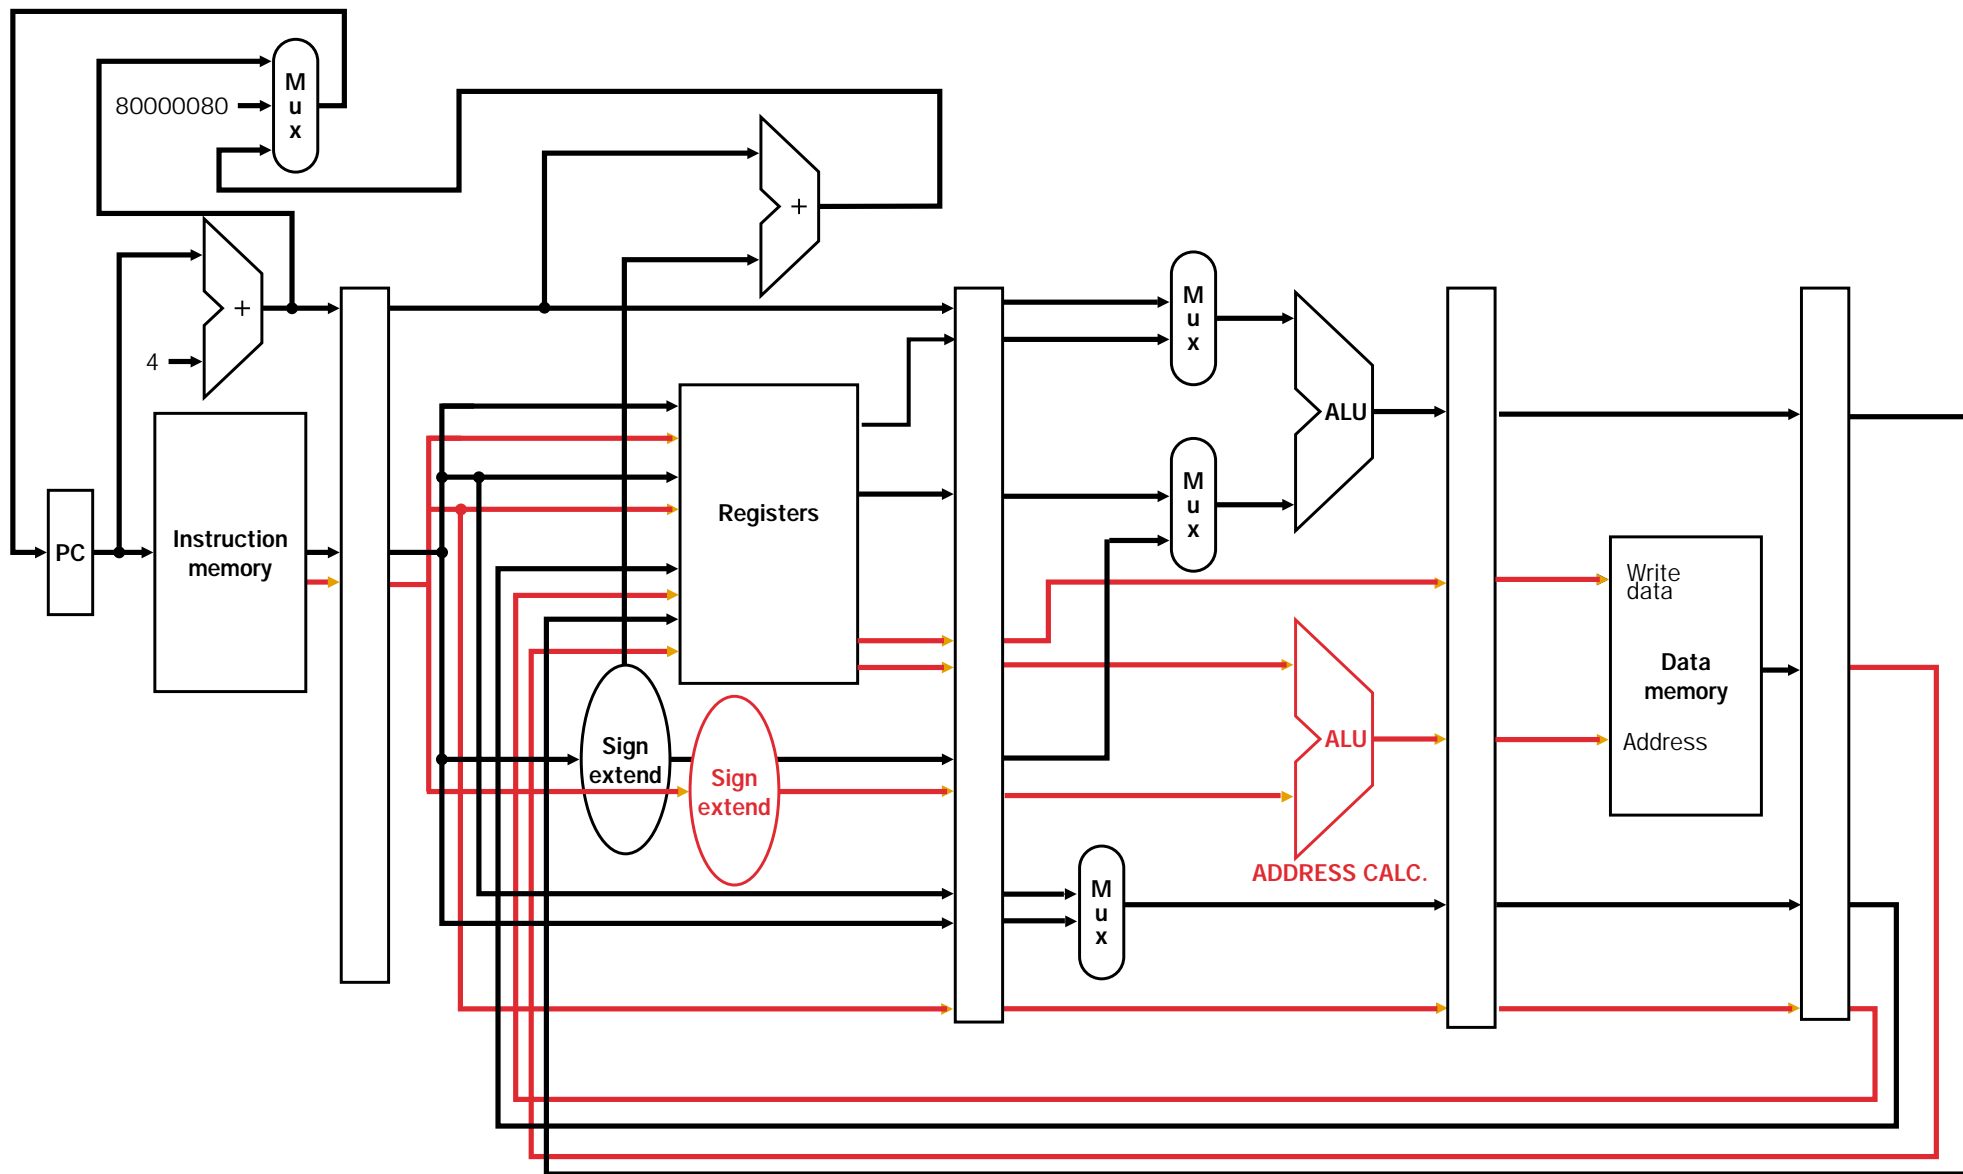 M
u
x
80000080
+
+
4
M
u
x
ALU
M
u
x
PC
Instruction
memory
Registers
Write
data
Data
memory
Address
Sign
extend
Sign
extend
ALU
ADDRESS CALC.
M
u
x